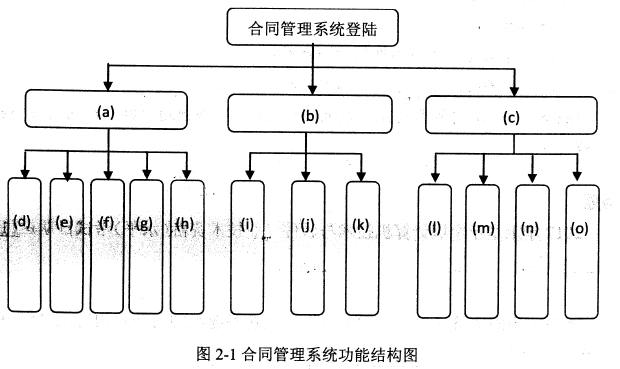 合同管理系统登陆
(a)
(b)
(c)
(d)
(e)
(f)
(g)
(h)
(i)
(j)
(k)
(l)
(m)
(n)
(o)
图 2-1 合同管理系统功能结构图